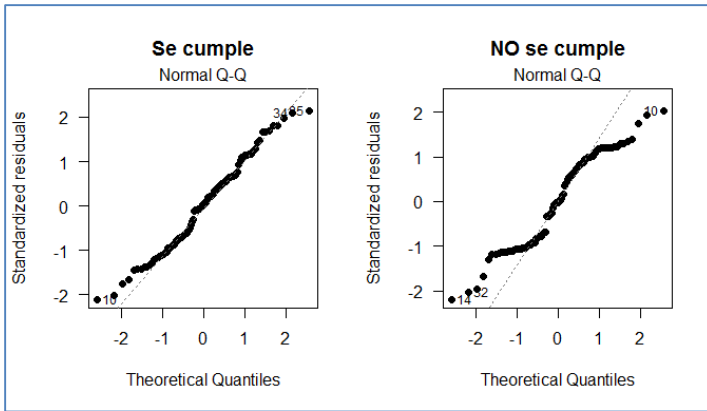 Se cumple
Normal Q-Q
Standardized residuals
2
1
0
-1
-2
3485
10
-2 -1 0 1 2
Theoretical Quantiles
NO se cumple
Normal Q-Q
Standardized residuals
2
1
0
-1
-2
10
14 32
-2 -1 0 1 2
Theoretical Quantiles